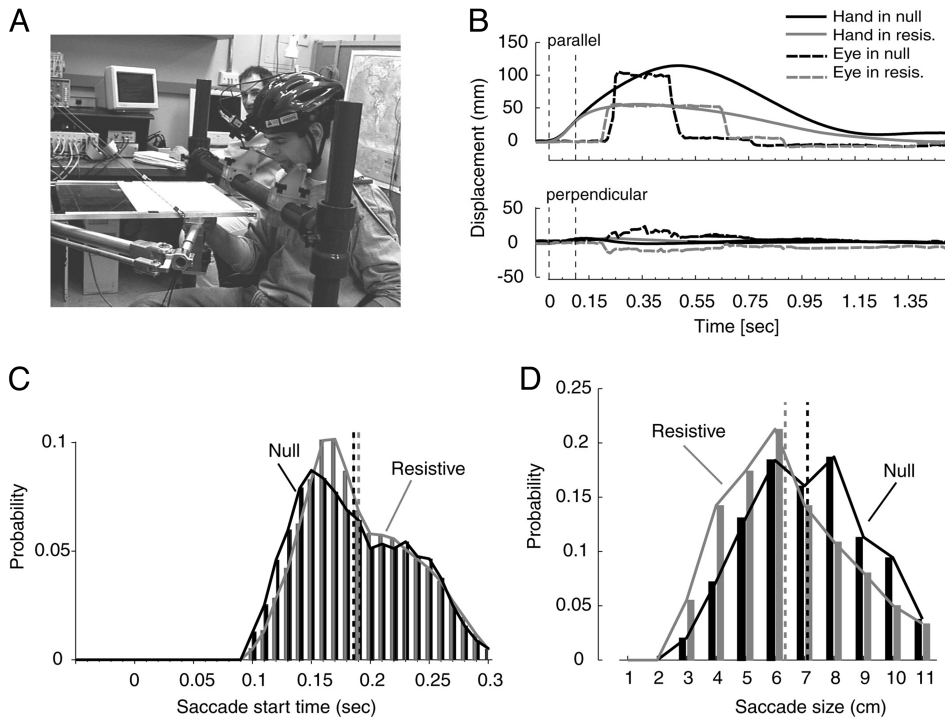 A
B
Hand in null
Hand in resis.
Eye in null
Eye in resis.
parallel
150
100
50
0
perpendicular
50
0
-50
Displacement (mm)
0 0.15 0.35 0.55 0.75 0.95 1.15 1.35
Time [sec]
C
Null
Resistive
0.1
0.05
0
Probability
0 0.05 0.1 0.15 0.2 0.25 0.3
Saccade start time (sec)
D
Resistive
Null
0.25
0.2
0.15
0.1
0.05
0
Probability
1 2 3 4 5 6 7 8 9 10 11
Saccade size (cm)